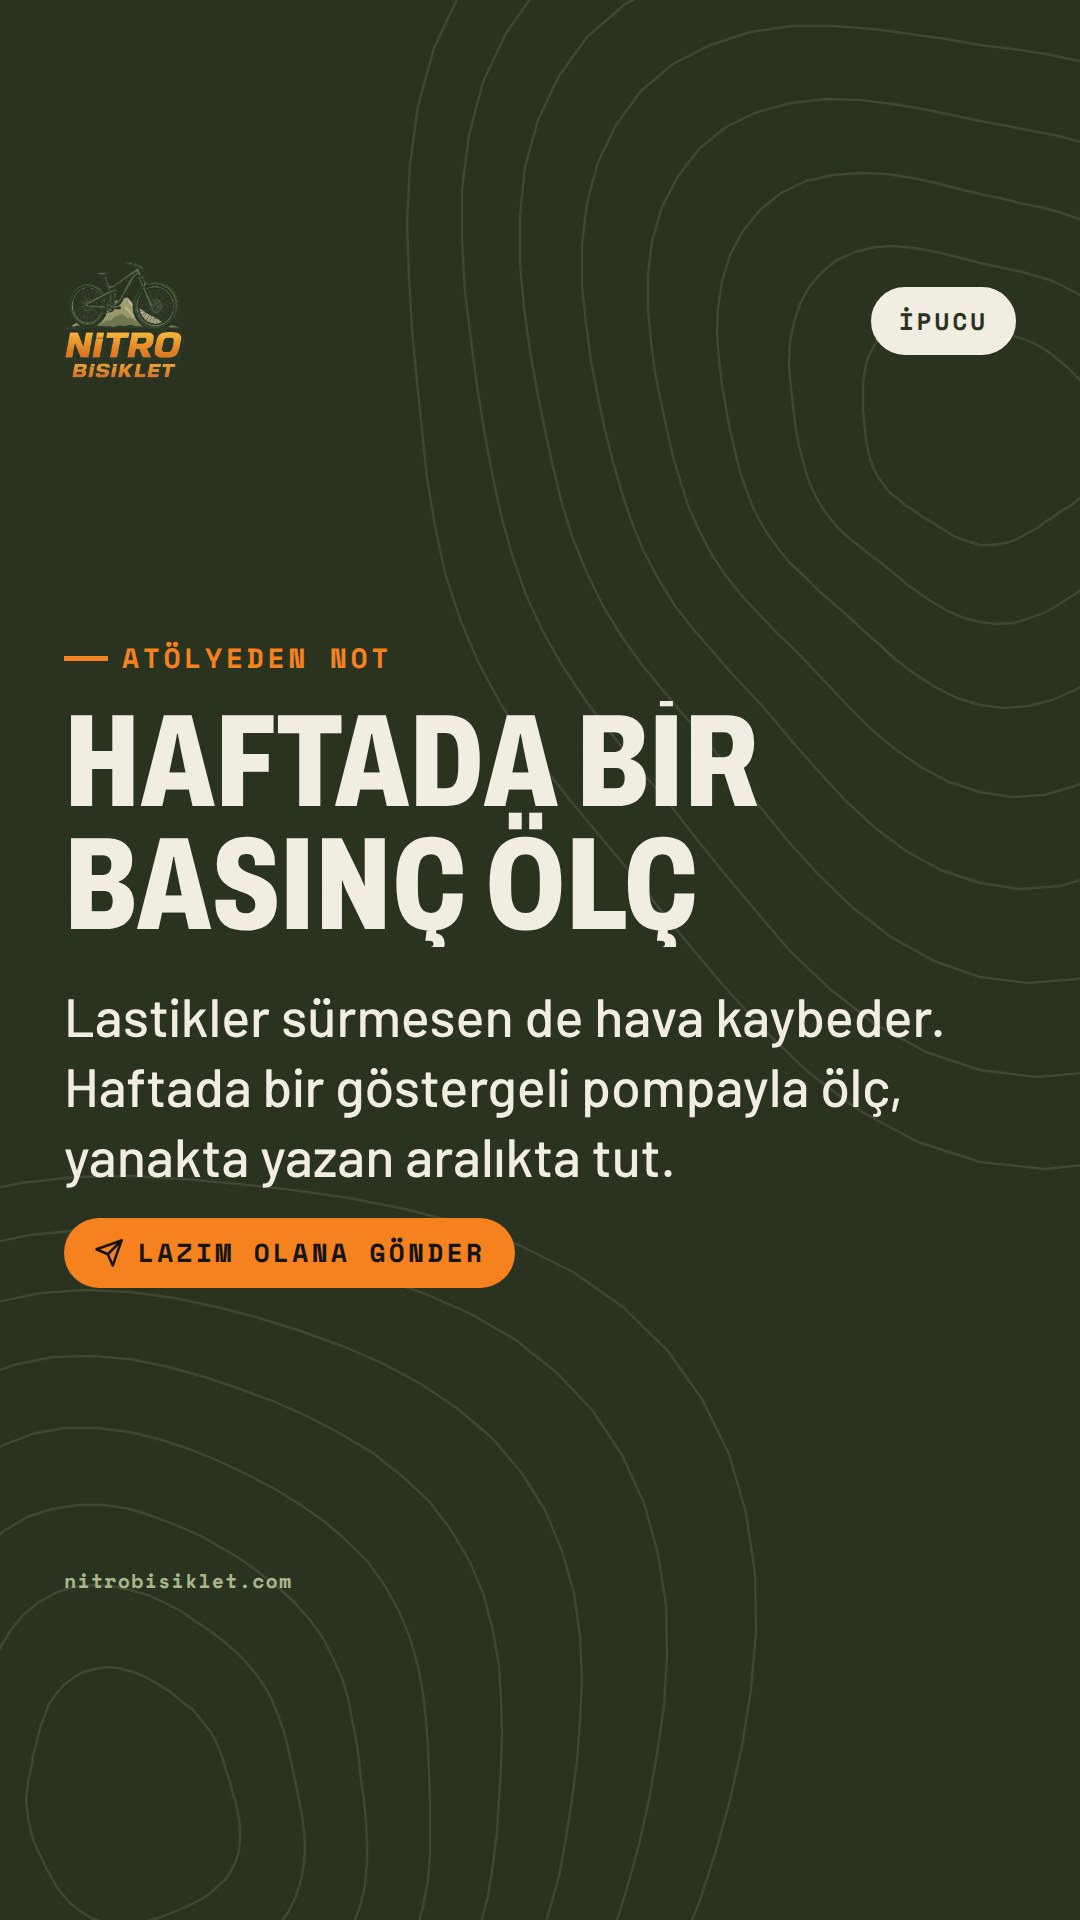 NiTRO
BiSiKLET
İPUCU
ATÖLYEDEN NOT
HAFTADA BİR
BASINÇ ÖLÇ
Lastikler sürmesen de hava kaybeder.
Haftada bir göstergeli pompayla ölç,
yanakta yazan aralıkta tut.
LAZIM OLANA GÖNDER
nitrobisiklet.com